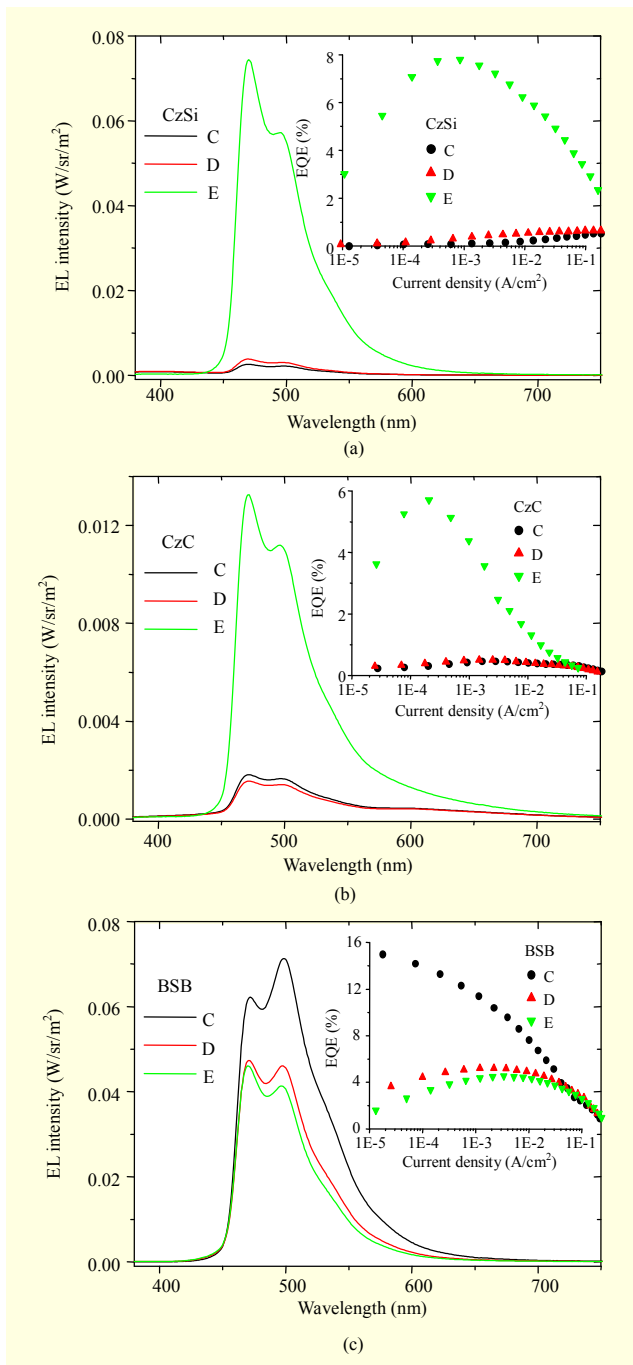 0.08
0.06
0.04
0.02
0.00
EL intensity (W/sr/m²)
CzSi
C
D
E
400
500
600
700
Wavelength (nm)
8
6
4
2
0
EQE (%)
CzSi
C
D
E
1E-5
1E-4
1E-3
1E-2
1E-1
Current density (A/cm²)
(a)
0.012
0.008
0.004
0.000
EL intensity (W/sr/m²)
CzC
C
D
E
400
500
600
700
Wavelength (nm)
6
4
2
0
EQE (%)
CzC
C
D
E
1E-5
1E-4
1E-3
1E-2
1E-1
Current density (A/cm²)
(b)
0.08
0.06
0.04
0.02
0.00
EL intensity (W/sr/m²)
BSB
C
D
E
400
500
600
700
Wavelength (nm)
16
12
8
4
0
EQE (%)
BSB
C
D
E
1E-5
1E-4
1E-3
1E-2
1E-1
Current density (A/cm²)
(c)